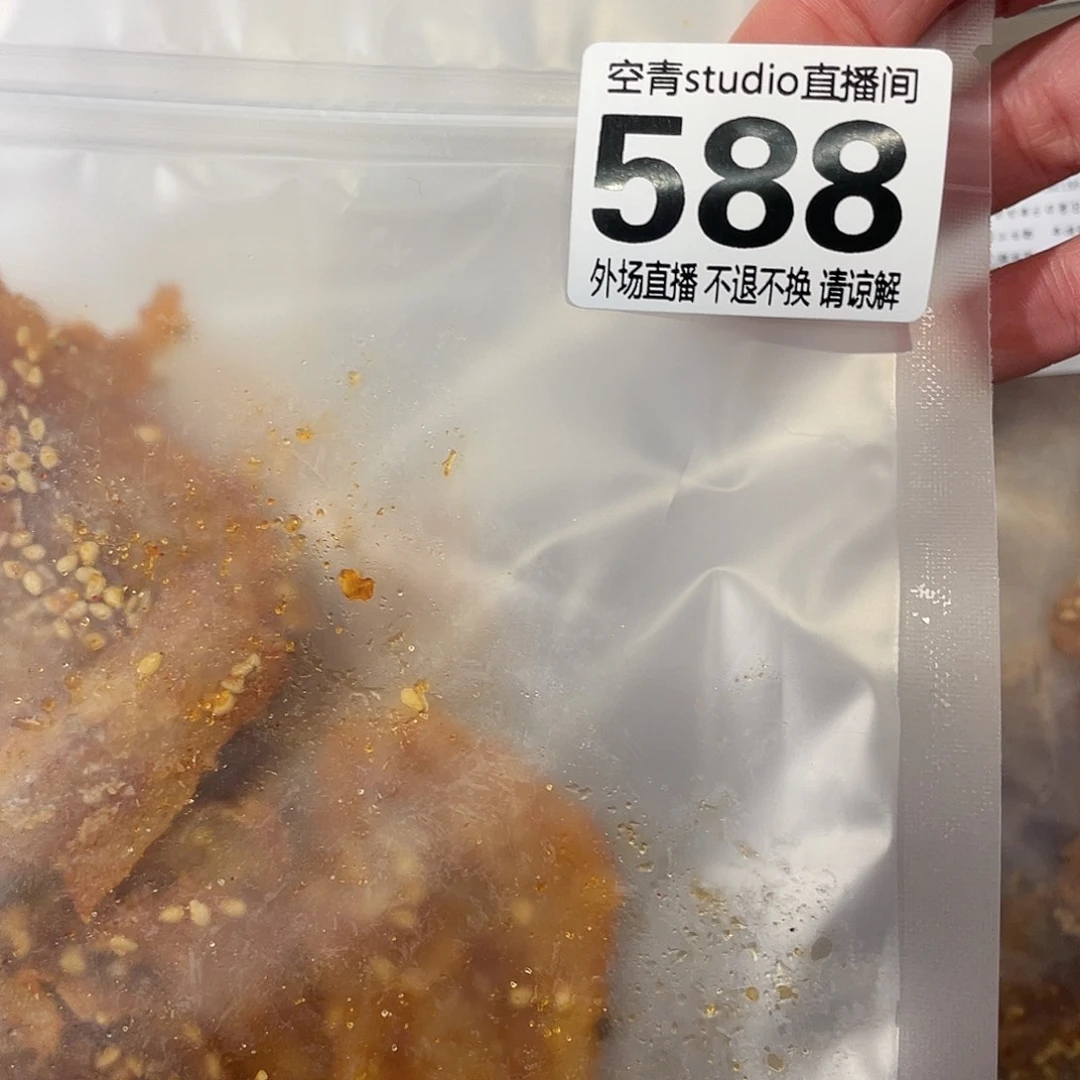 空青studio直播间
588
外场直播 不退不换 请谅解